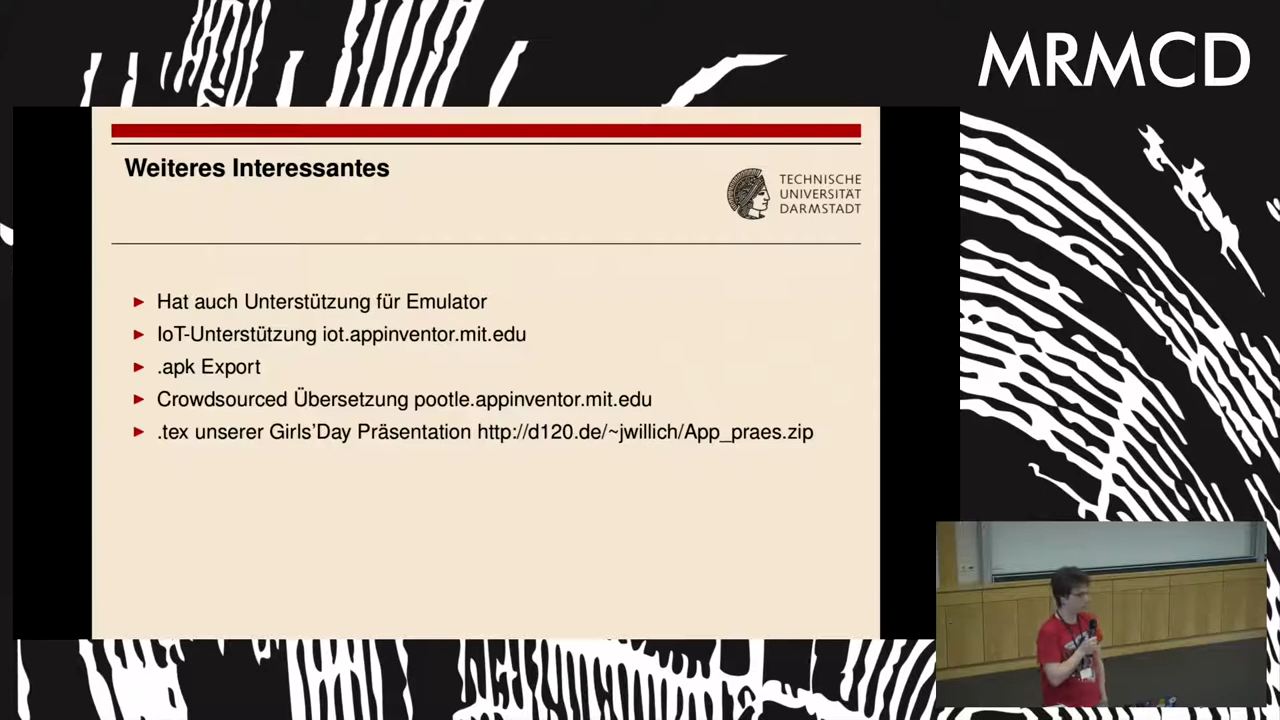 MRMCD
Weiteres Interessantes
TECHNISCHE
UNIVERSITÄT
DARMSTADT
Hat auch Unterstützung für Emulator
IoT-Unterstützung iot.appinventor.mit.edu
.apk Export
Crowdsourced Übersetzung pootle.appinventor.mit.edu
.tex unserer Girls'Day Präsentation http://d120.de/~jwillich/App_praes.zip